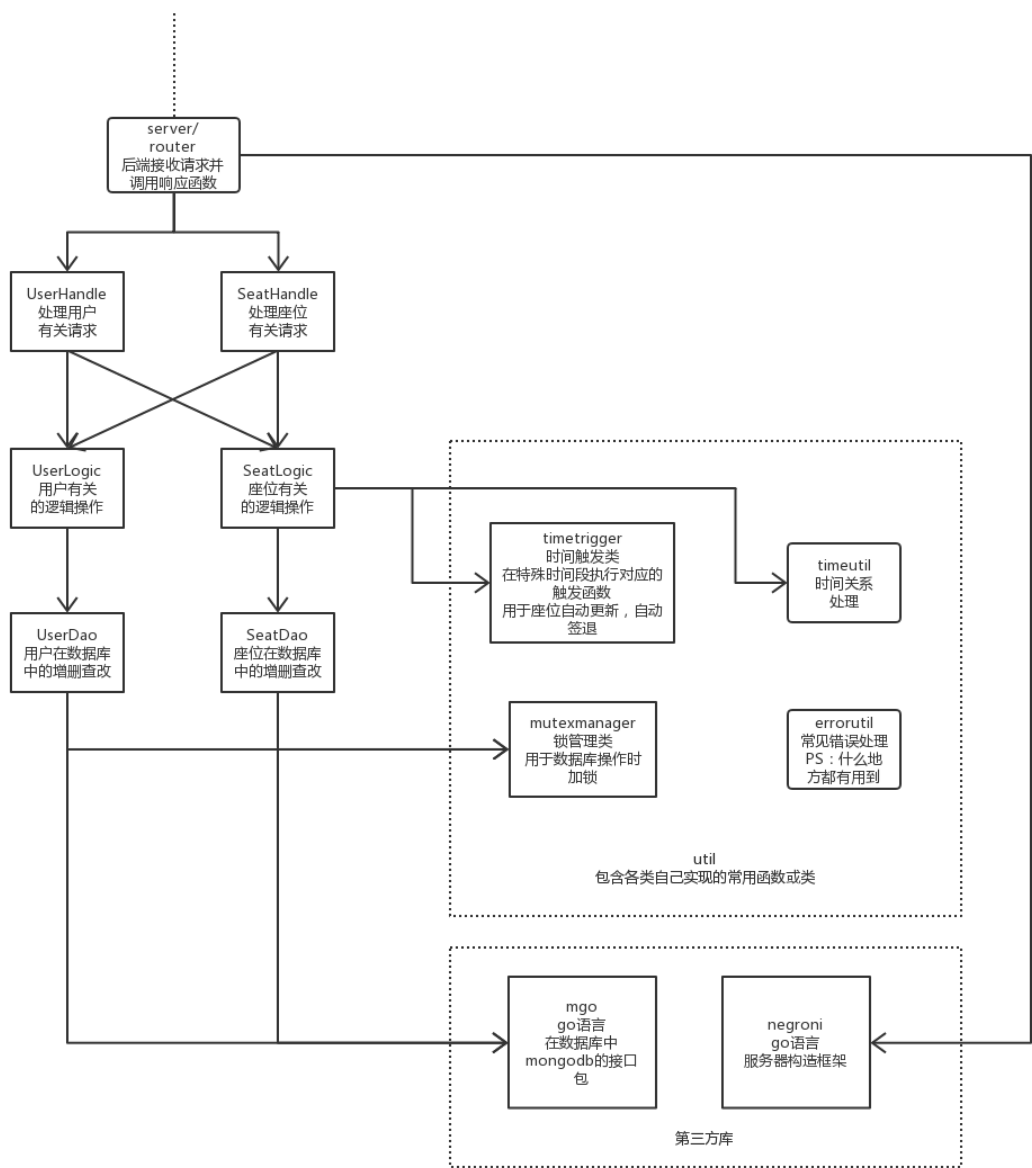 server/
router
后端接收请求并
调用响应函数
UserHandle
处理用户
有关请求
SeatHandle
处理座位
有关请求
UserLogic
用户有关
的逻辑操作
SeatLogic
座位有关
的逻辑操作
timetrigger
时间触发类
在特殊时间段执行对应的
触发函数
用于座位自动更新，自动
签退
timeutil
时间关系
处理
UserDao
用户在数据库
中的增删查改
SeatDao
座位在数据库
中的增删查改
mutexmanager
锁管理类
用于数据库操作时
加锁
errorutil
常见错误处理
PS：什么地
方都有用到
util
包含各类自己实现的常用函数或类
mgo
go语言
在数据库中
mongodb的接口
包
negroni
go语言
服务器构造框架
第三方库